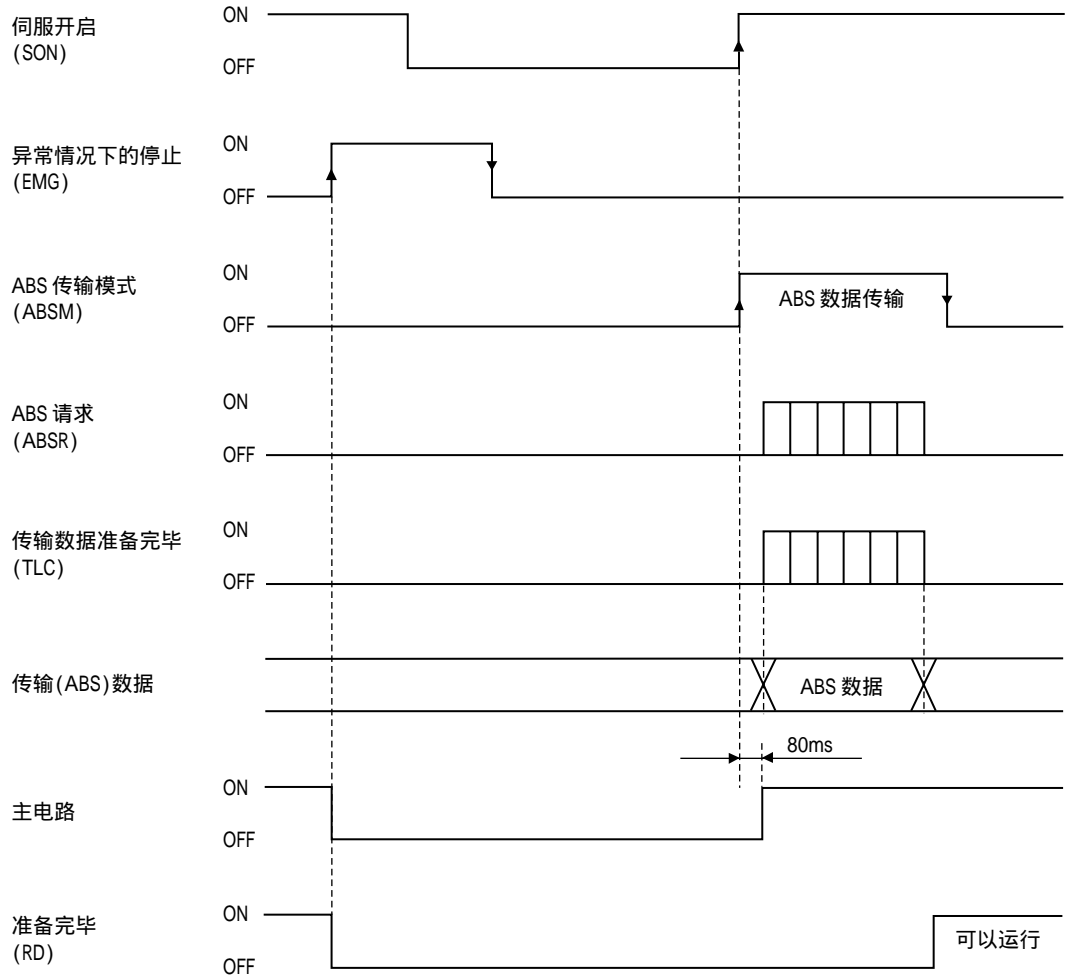 伺服开启
(SON)
ON
OFF
异常情况下的停止
(EMG)
ON
OFF
ABS 传输模式
(ABSM)
ON
OFF
ABS 数据传输
ABS 请求
(ABSR)
ON
OFF
传输数据准备完毕
(TLC)
ON
OFF
传输(ABS)数据
ABS 数据
80ms
主电路
ON
OFF
准备完毕
(RD)
ON
OFF
可以运行